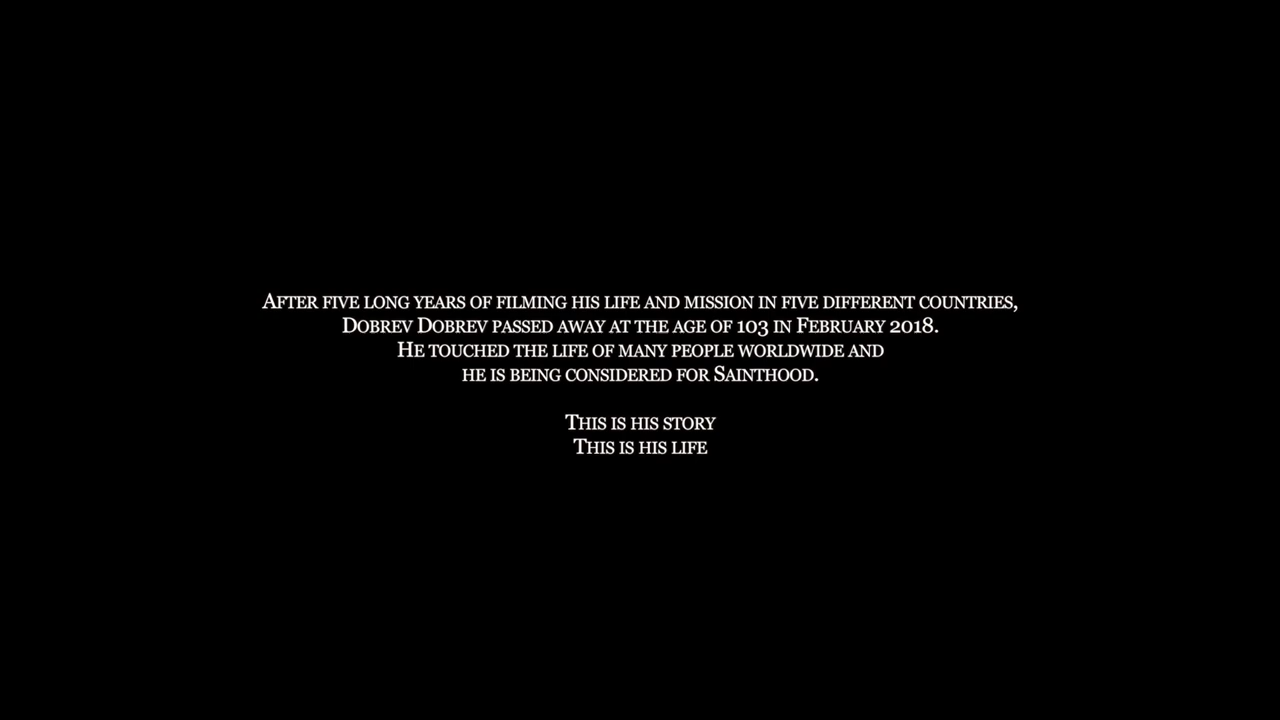 After five long years of filming his life and mission in five different countries,
Dobrev Dobrev passed away at the age of 103 in February 2018.
He touched the life of many people worldwide and
he is being considered for Sainthood.
This is his story
This is his life